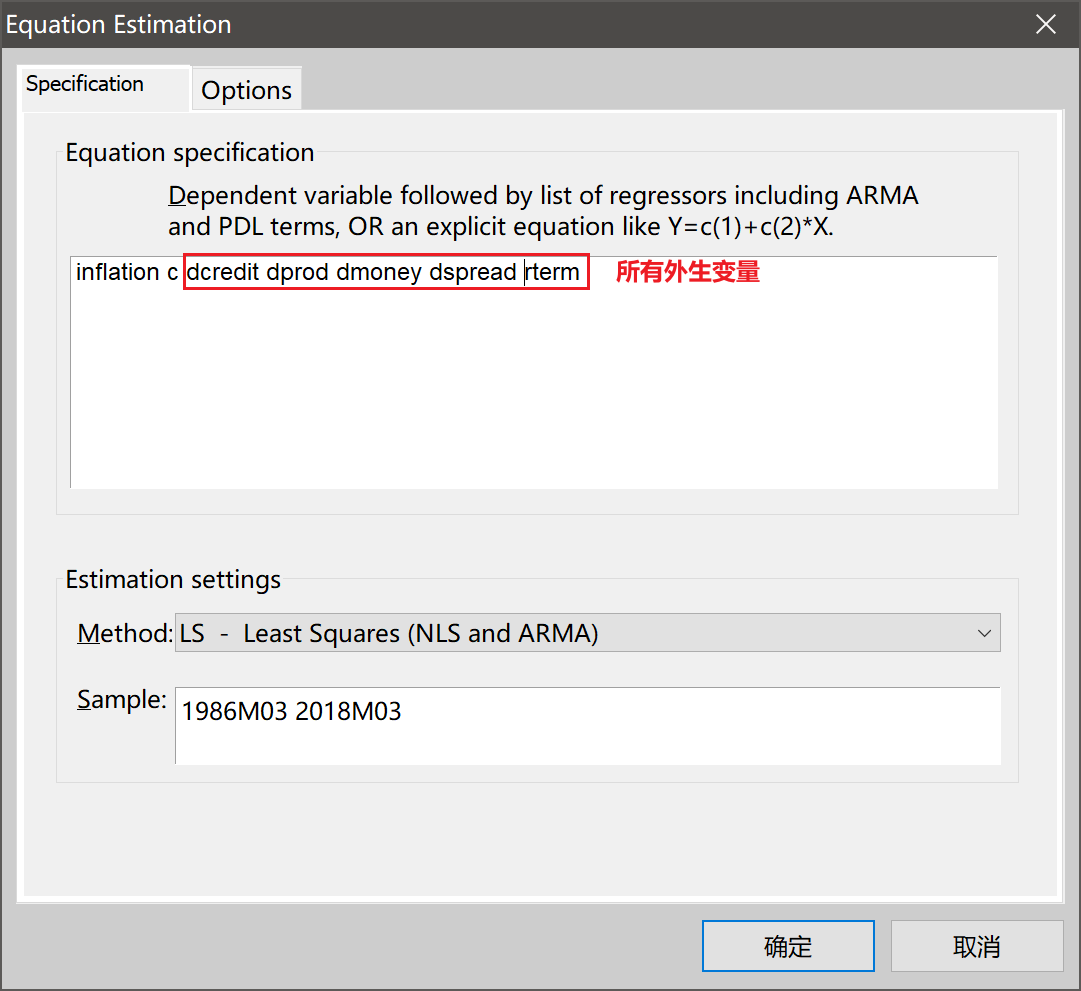 Equation Estimation
Specification
Options
Equation specification
Dependent variable followed by list of regressors including ARMA
and PDL terms, OR an explicit equation like Y=c(1)+c(2)*X.
inflation c dcredit dprod dmoney dspread rterm 所有外生变量
Estimation settings
Method: LS - Least Squares (NLS and ARMA)
Sample: 1986M03 2018M03
确定 取消